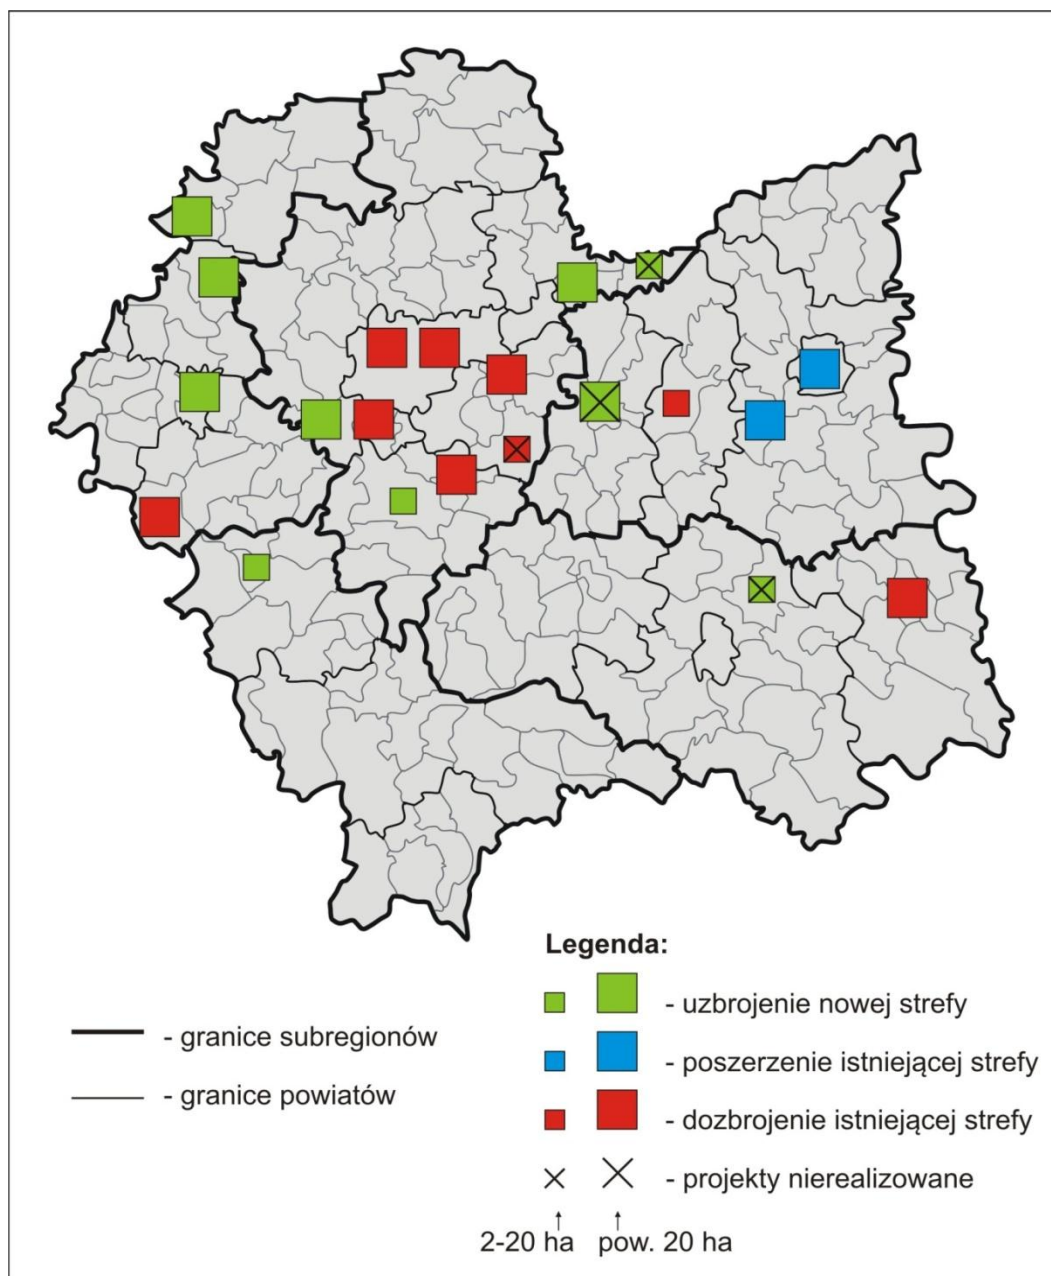 Legenda:
- uzbrojenie nowej strefy
- granice subregionów
- poszerzenie istniejącej strefy
- granice powiatów
- dozbrojenie istniejącej strefy
- projekty nierealizowane
2-20 ha pow. 20 ha